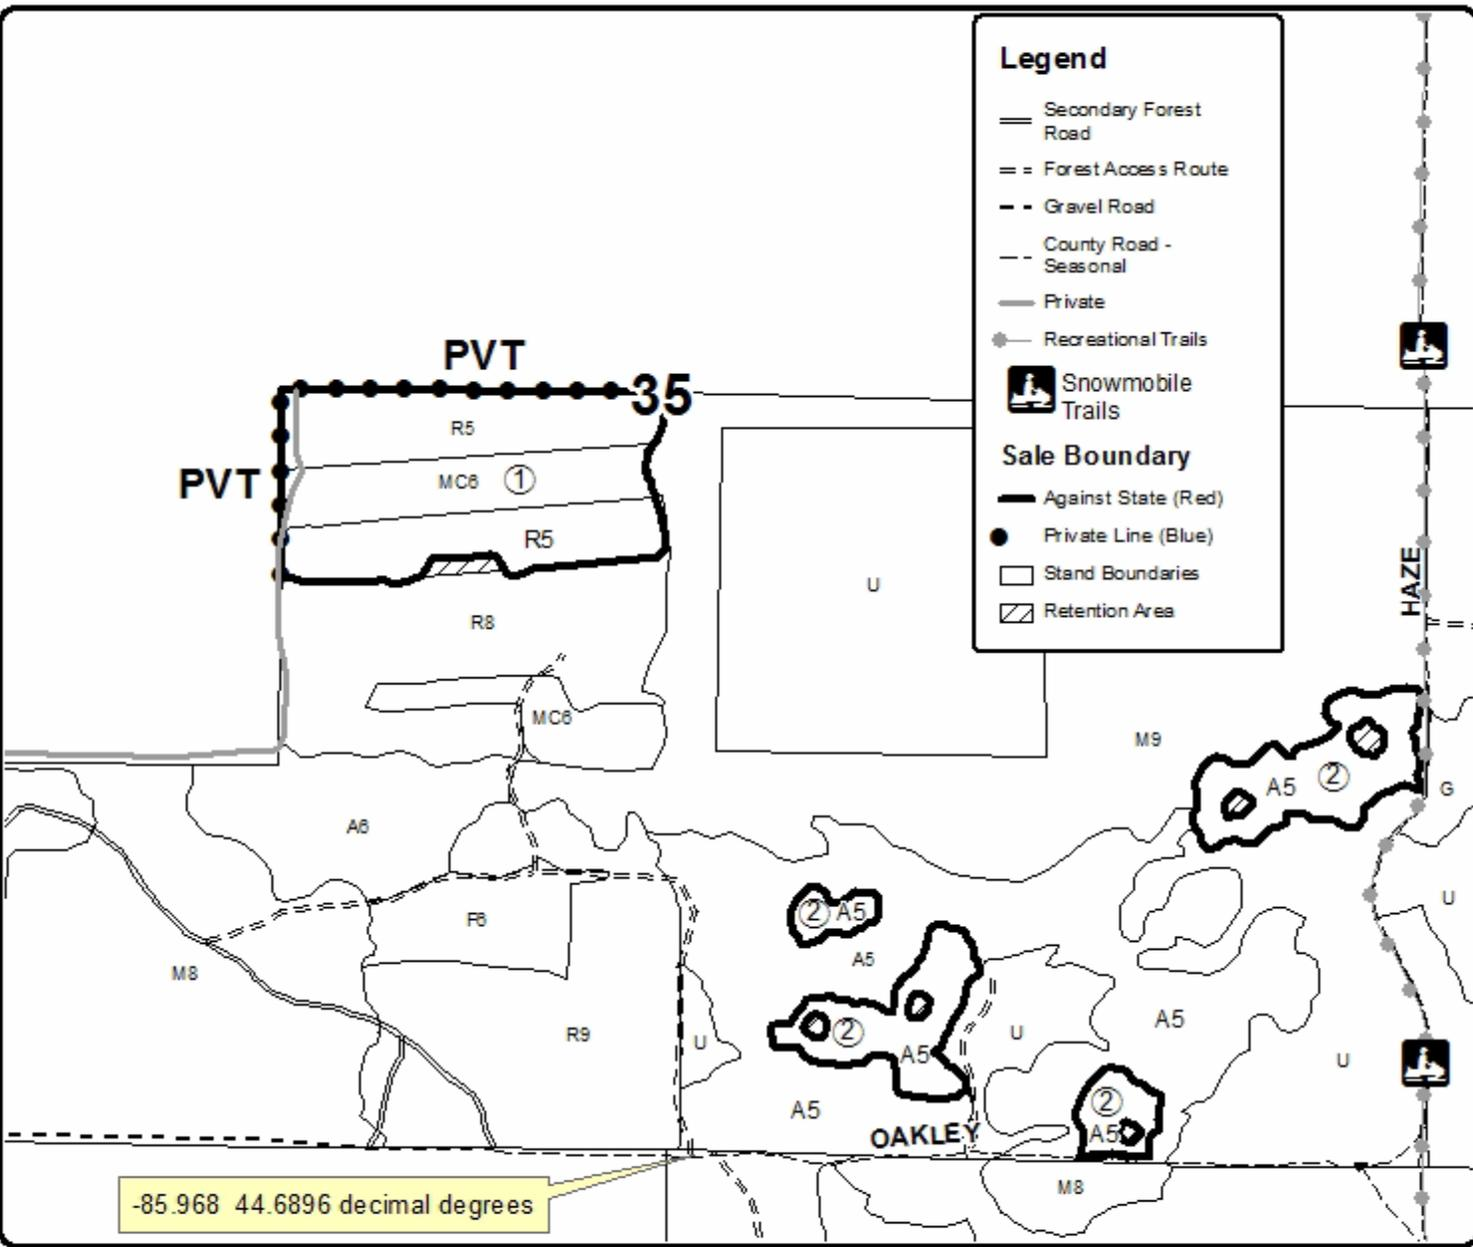 Legend
Secondary Forest
Road
Forest Access Route
Gravel Road
County Road -
Seasonal
Private
Recreational Trails
Snowmobile
Trails
Sale Boundary
Against State (Red)
Private Line (Blue)
Stand Boundaries
Retention Area
PVT
35
R5
PVT
MC6 1
R5
U
HAZE
R8
MC6
M9
A5 2
G
A6
U
2 A5
F6
A5
M8
A5
R9
U
2
U
A5
U
2
A5
A5
OAKLEY
M8
-85.968 44.6896 decimal degrees